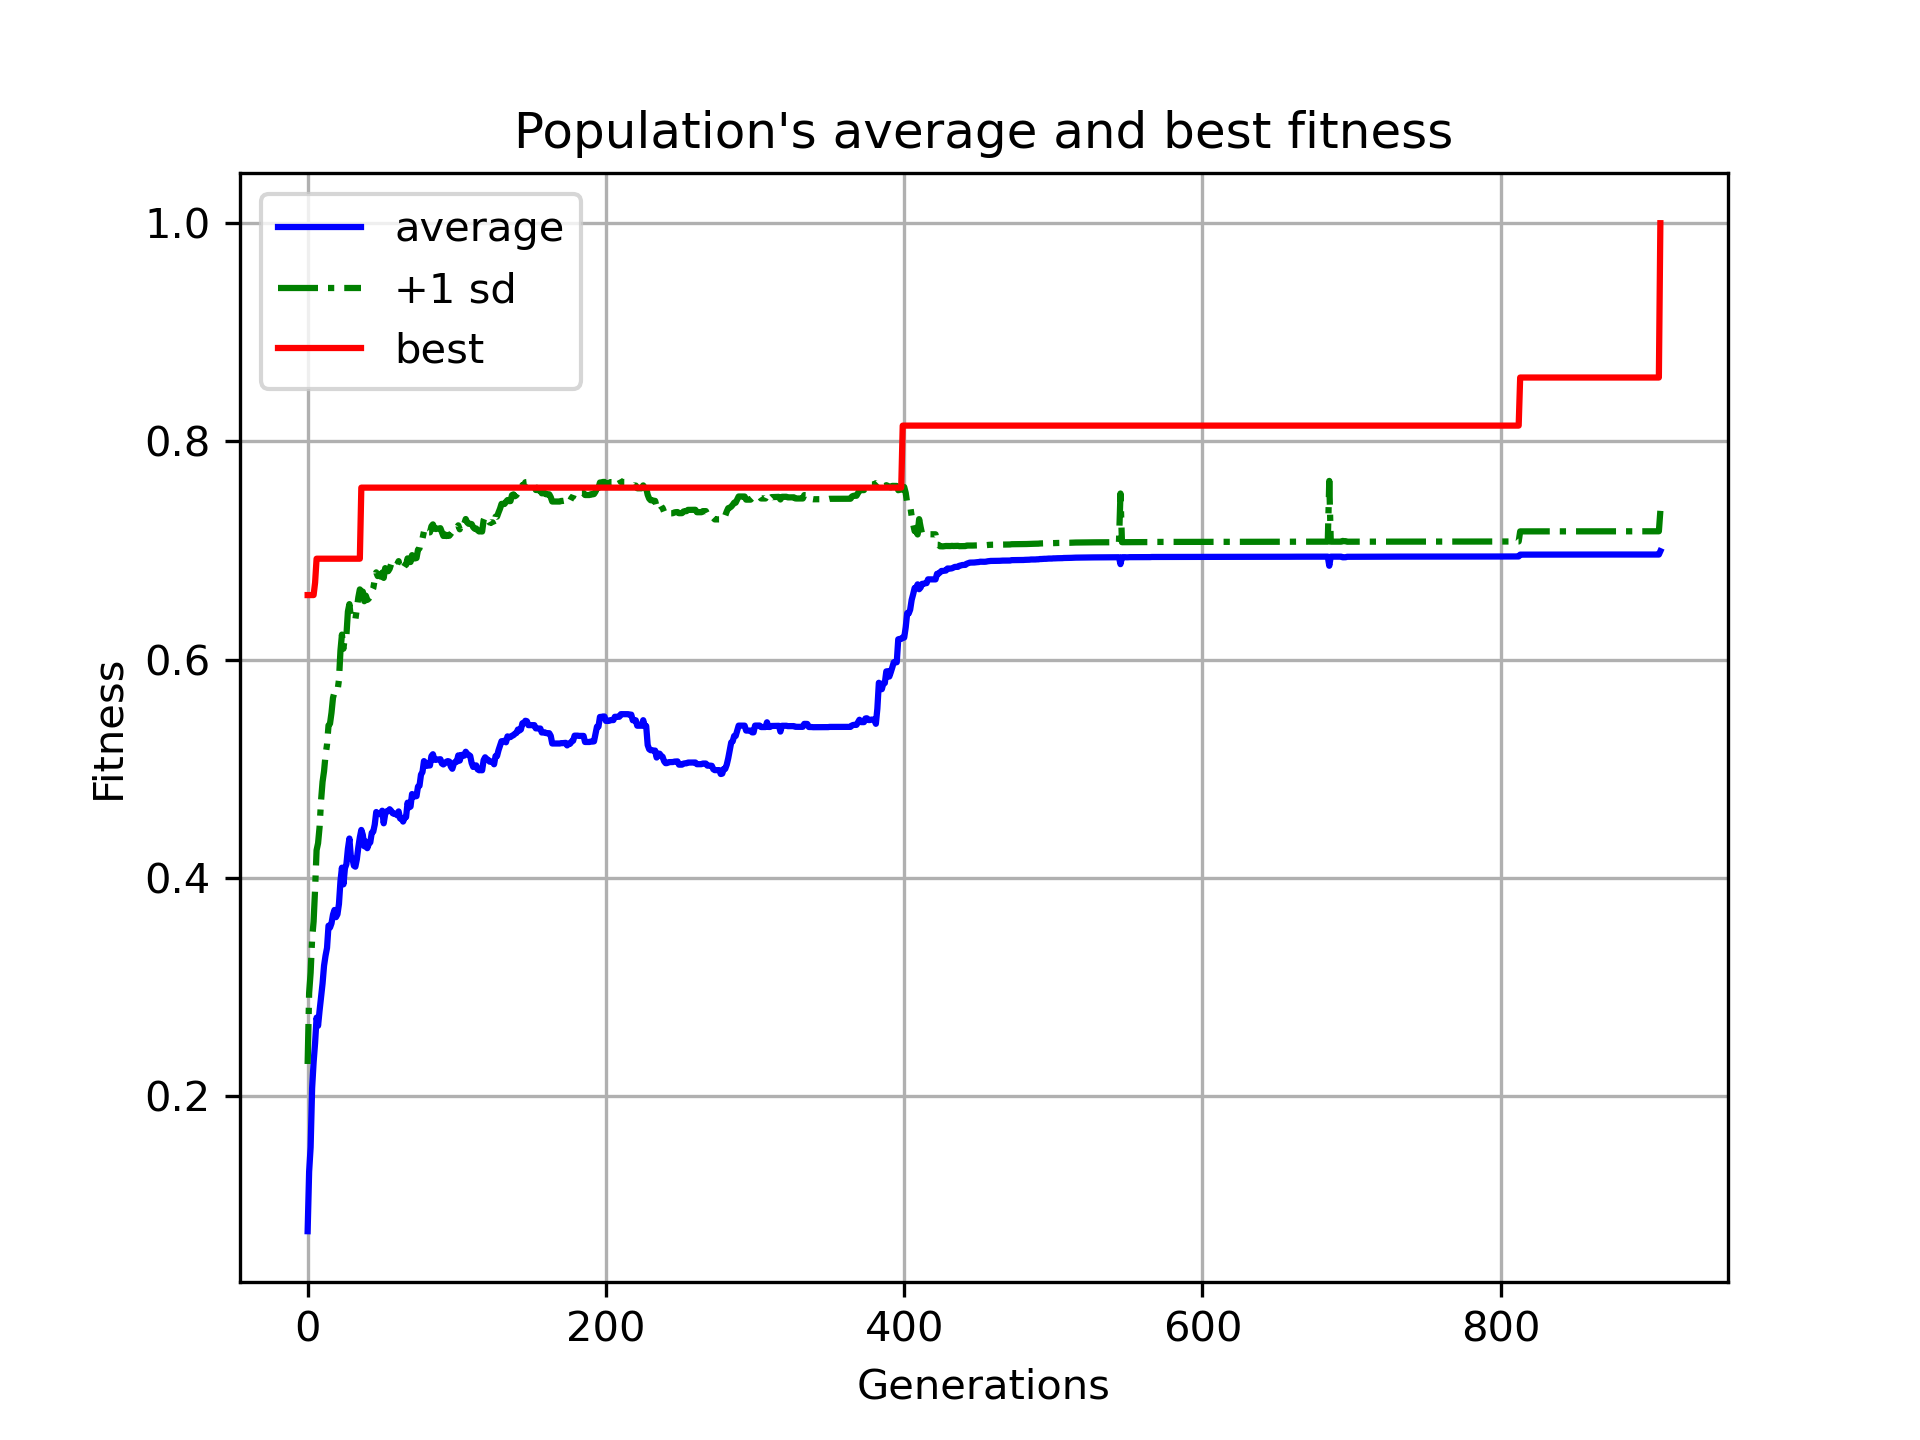 Population's average and best fitness
average
+1 sd
best
1.0
0.8
0.6
0.4
0.2
Fitness
0 200 400 600 800
Generations